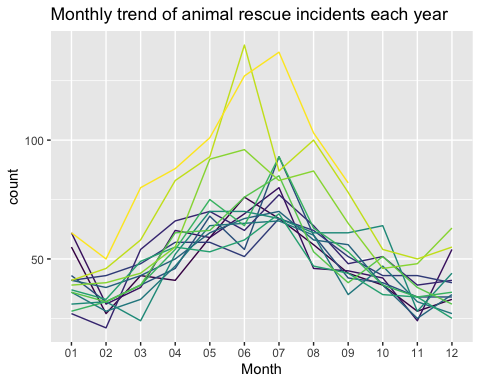 Monthly trend of animal rescue incidents each year
count
100
50
01 02 03 04 05 06 07 08 09 10 11 12
Month